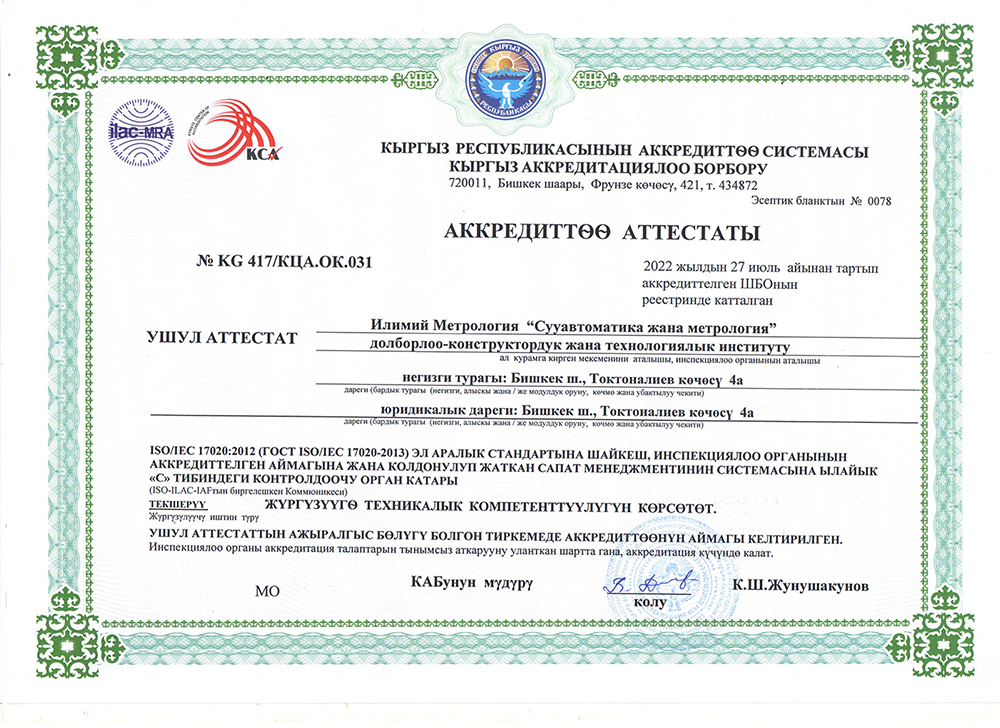 КЫРГЫЗ
РЕСПУБЛИКАСЫ
ilac-MRA
KYRGYZ CENTER OF ACCREDITATION
КСА
КЫРГЫЗ РЕСПУБЛИКАСЫНЫН АККРЕДИТТӨӨ СИСТЕМАСЫ
КЫРГЫЗ АККРЕДИТАЦИЯЛОО БОРБОРУ
720011, Бишкек шаары, Фрунзе көчөсү, 421, т. 434872
Эсептик бланктын № 0078
АККРЕДИТТӨӨ АТТЕСТАТЫ
№ KG 417/КЦА.ОК.031
2022 жылдын 27 июль айынан тартып
аккредиттелген ШБОнын
реестринде катталган
УШУЛ АТТЕСТАТ
Илимий Метрология “Сууавтоматика жана метрология”
долборлоо-конструктордук жана технологиялык институту
ал курамга кирген мекеменини аталышы, инспекциялоо органынын аталышы
негизги турагы: Бишкек ш., Токтоналиев көчөсү 4а
дареги (бардык турагы (негизги, алыскы жана / же модулдук оруну, көчмө жана убактылуу чекити)
юридикалык дареги: Бишкек ш., Токтоналиев көчөсү 4а
дареги (бардык турагы (негизги, алыскы жана / же модулдук оруну, көчмө жана убактылуу чекити)
ISO/IEC 17020:2012 (ГОСТ ISO/IEC 17020-2013) ЭЛ АРАЛЫК СТАНДАРТЫНА ШАЙКЕШ, ИНСПЕКЦИЯЛОО ОРГАНЫНЫН
АККРЕДИТТЕЛГЕН АЙМАГЫНА ЖАНА КОЛДОНУЛУП ЖАТКАН САПАТ МЕНЕДЖМЕНТИНИН СИСТЕМАСЫНА ЫЛАЙЫК
«С» ТИБИНДЕГИ КОНТРОЛДООЧУ ОРГАН КАТАРЫ
(ISO-ILAC-IAFтын биргелешкен Коммюникеси)
ТЕКШЕРҮҮ ЖҮРГҮЗҮҮГӨ ТЕХНИКАЛЫК КОМПЕТЕНТТҮҮЛҮГҮН КӨРСӨТӨТ.
Жүргүзүлүүчү иштин түрү
УШУЛ АТТЕСТАТТЫН АЖЫРАЛГЫС БӨЛҮГҮ БОЛГОН ТИРКЕМЕДЕ АККРЕДИТТӨӨНҮН АЙМАГЫ КЕЛТИРИЛГЕН.
Инспекциялоо органы аккредитация талаптарын тынымсыз аткарууну уланткан шартта гана, аккредитация күчүндө калат.
МО
КАБунун мүдүрү
К.Ш.Жунушакунов
колу